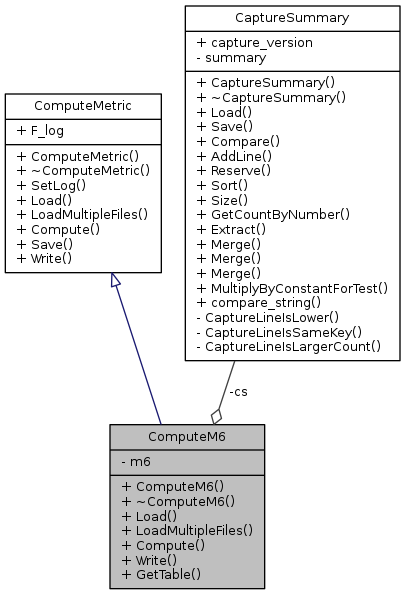 CaptureSummary
+ capture_version
- summary
+ CaptureSummary()
+ ~CaptureSummary()
+ Load()
+ Save()
+ Compare()
+ AddLine()
+ Reserve()
+ Sort()
+ Size()
+ GetCountByNumber()
+ Extract()
+ Merge()
+ Merge()
+ Merge()
+ MultiplyByConstantForTest()
+ compare_string()
- CaptureLineIsLower()
- CaptureLineIsSameKey()
- CaptureLineIsLargerCount()
ComputeMetric
+ F_log
+ ComputeMetric()
+ ~ComputeMetric()
+ SetLog()
+ Load()
+ LoadMultipleFiles()
+ Compute()
+ Save()
+ Write()
-cs
ComputeM6
- m6
+ ComputeM6()
+ ~ComputeM6()
+ Load()
+ LoadMultipleFiles()
+ Compute()
+ Write()
+ GetTable()